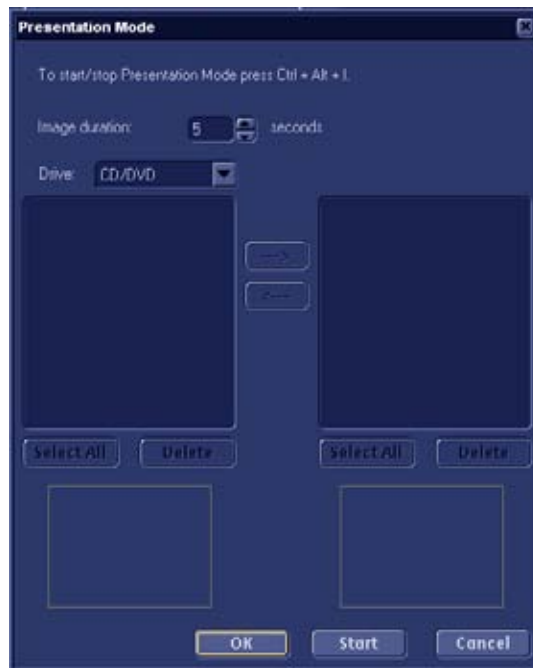 Presentation Mode
To start/stop Presentation Mode press Ctrl + Alt + I.
Image duration: 5 seconds
Drive: CD/DVD
--->
<---
Select All Delete Select All Delete
OK Start Cancel